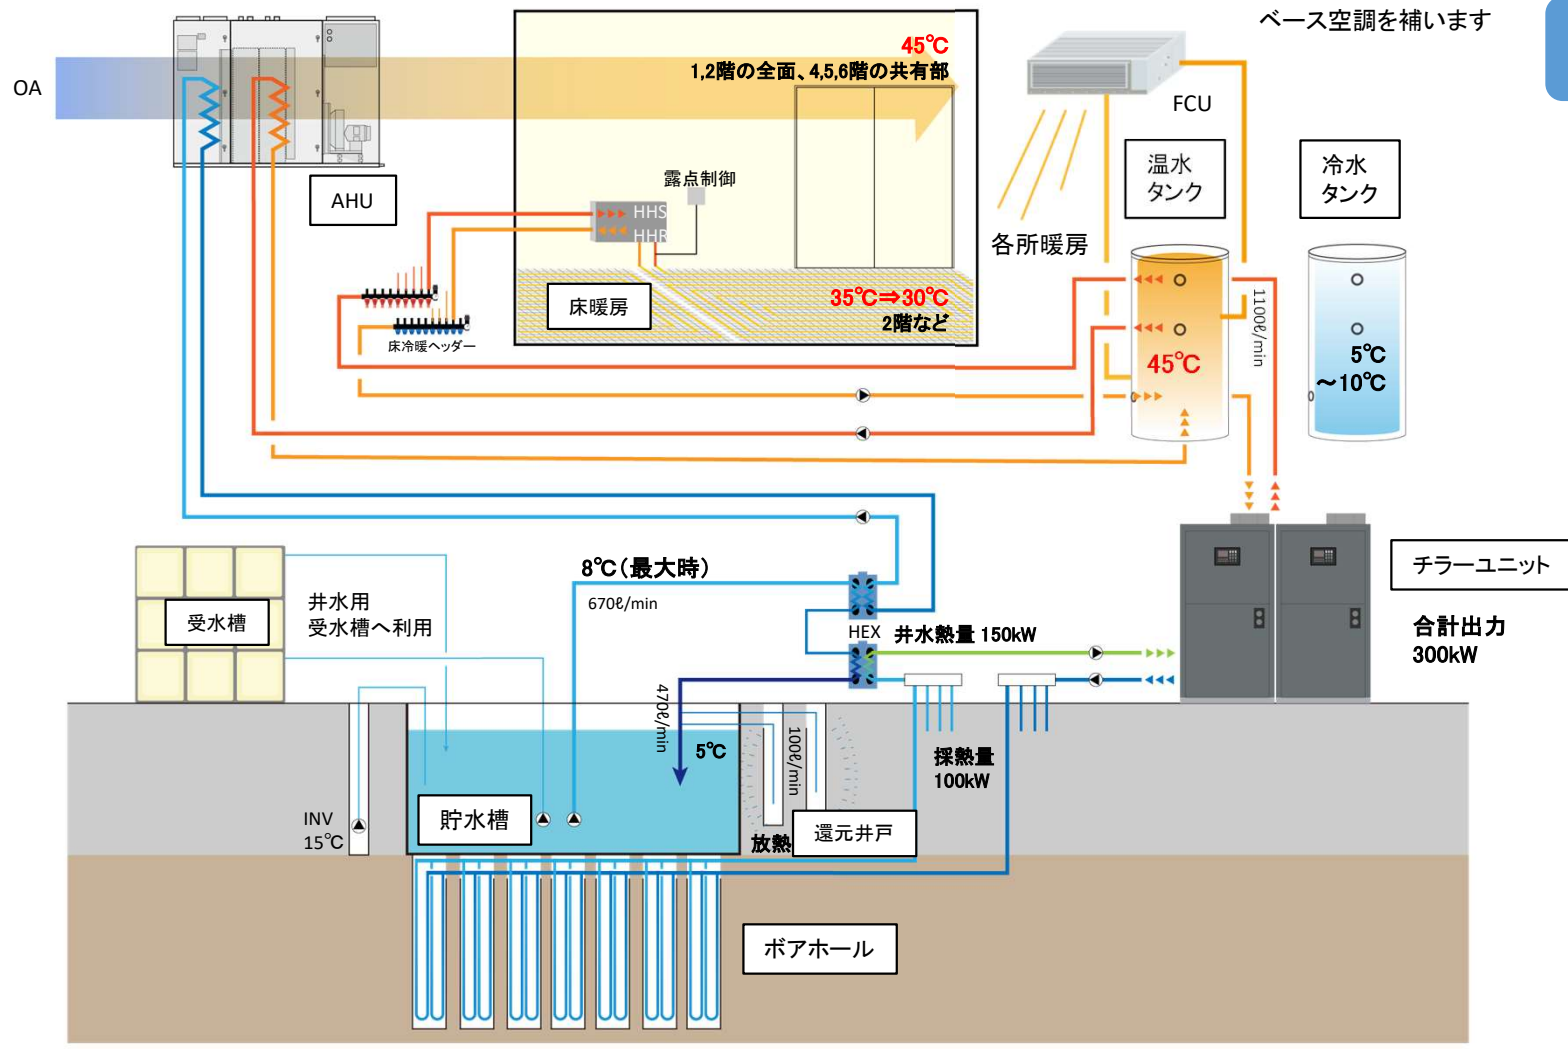 ベース空調を補います
OA
45℃
1,2階の全面、4,5,6階の共有部
FCU
温水
タンク
冷水
タンク
AHU
露点制御
HHS
HHR
各所暖房
床暖房
35℃⇒30℃
2階など
床冷暖ヘッダー
1100ℓ/min
45℃
5℃
～10℃
8℃（最大時）
670ℓ/min
チラーユニット
合計出力
300kW
受水槽
井水用
受水槽へ利用
HEX
井水熱量 150kW
470ℓ/min
5℃
100ℓ/min
採熱量
100kW
INV
15℃
貯水槽
放熱
還元井戸
ボアホール